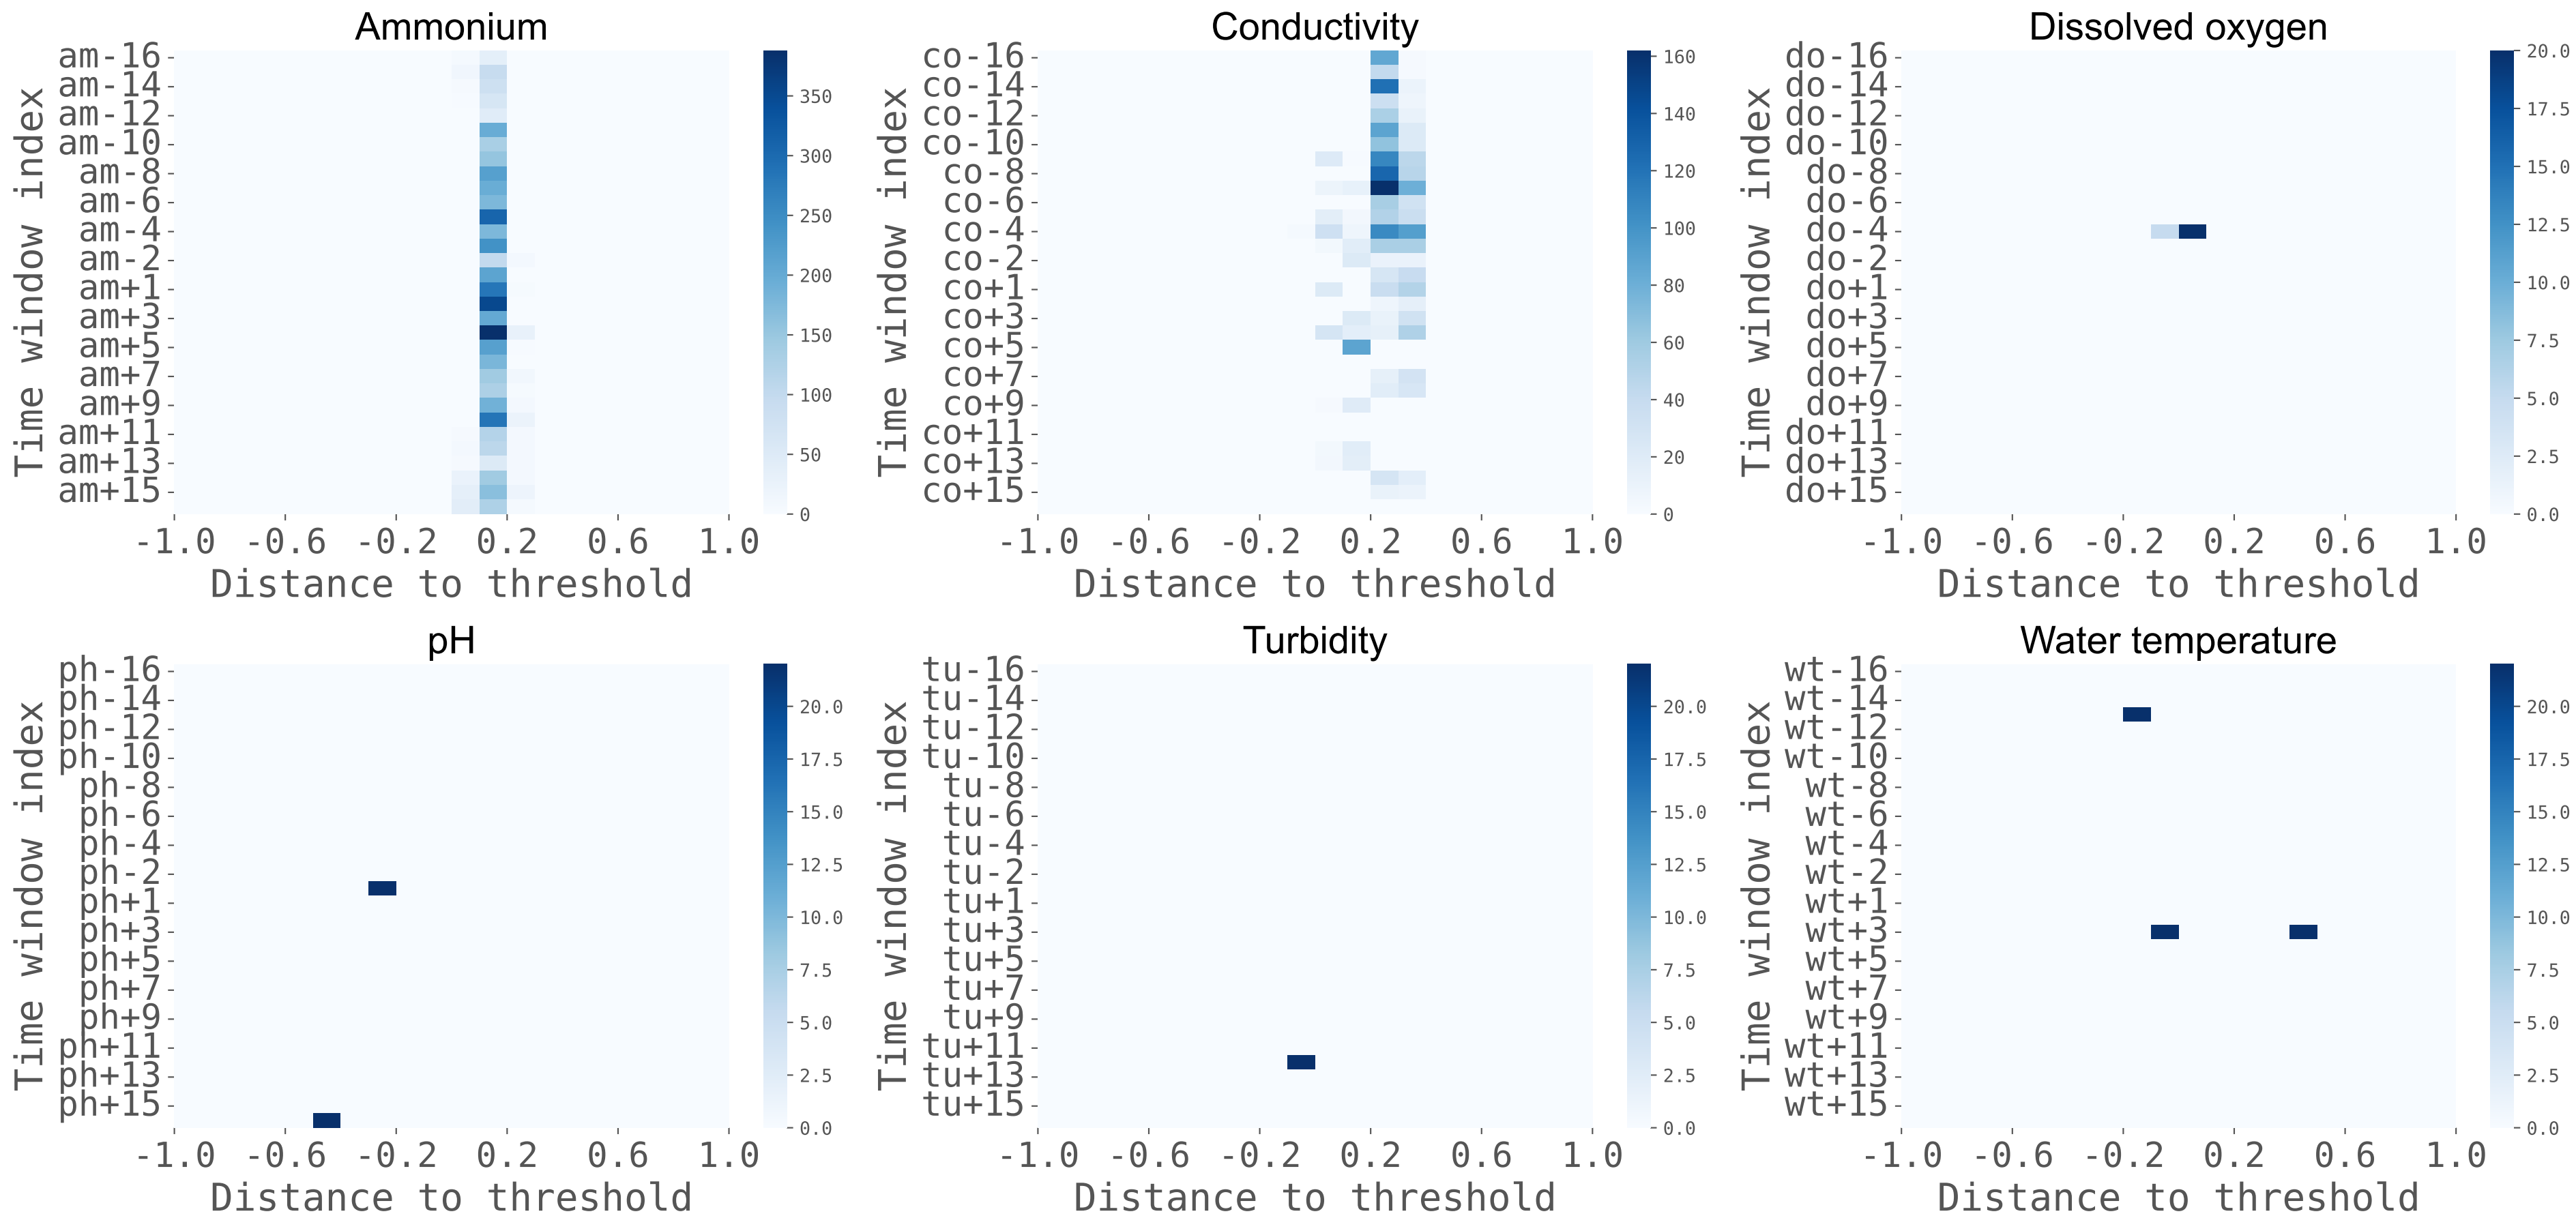 Ammonium
Time window index
am-16
am-14
am-12
am-10
am-8
am-6
am-4
am-2
am+1
am+3
am+5
am+7
am+9
am+11
am+13
am+15
-1.0 -0.6 -0.2 0.2 0.6 1.0
Distance to threshold
350
300
250
200
150
100
50
0
Conductivity
Time window index
co-16
co-14
co-12
co-10
co-8
co-6
co-4
co-2
co+1
co+3
co+5
co+7
co+9
co+11
co+13
co+15
-1.0 -0.6 -0.2 0.2 0.6 1.0
Distance to threshold
160
140
120
100
80
60
40
20
0
Dissolved oxygen
Time window index
do-16
do-14
do-12
do-10
do-8
do-6
do-4
do-2
do+1
do+3
do+5
do+7
do+9
do+11
do+13
do+15
-1.0 -0.6 -0.2 0.2 0.6 1.0
Distance to threshold
20.0
17.5
15.0
12.5
10.0
7.5
5.0
2.5
0.0
pH
Time window index
ph-16
ph-14
ph-12
ph-10
ph-8
ph-6
ph-4
ph-2
ph+1
ph+3
ph+5
ph+7
ph+9
ph+11
ph+13
ph+15
-1.0 -0.6 -0.2 0.2 0.6 1.0
Distance to threshold
20.0
17.5
15.0
12.5
10.0
7.5
5.0
2.5
0.0
Turbidity
Time window index
tu-16
tu-14
tu-12
tu-10
tu-8
tu-6
tu-4
tu-2
tu+1
tu+3
tu+5
tu+7
tu+9
tu+11
tu+13
tu+15
-1.0 -0.6 -0.2 0.2 0.6 1.0
Distance to threshold
20.0
17.5
15.0
12.5
10.0
7.5
5.0
2.5
0.0
Water temperature
Time window index
wt-16
wt-14
wt-12
wt-10
wt-8
wt-6
wt-4
wt-2
wt+1
wt+3
wt+5
wt+7
wt+9
wt+11
wt+13
wt+15
-1.0 -0.6 -0.2 0.2 0.6 1.0
Distance to threshold
20.0
17.5
15.0
12.5
10.0
7.5
5.0
2.5
0.0